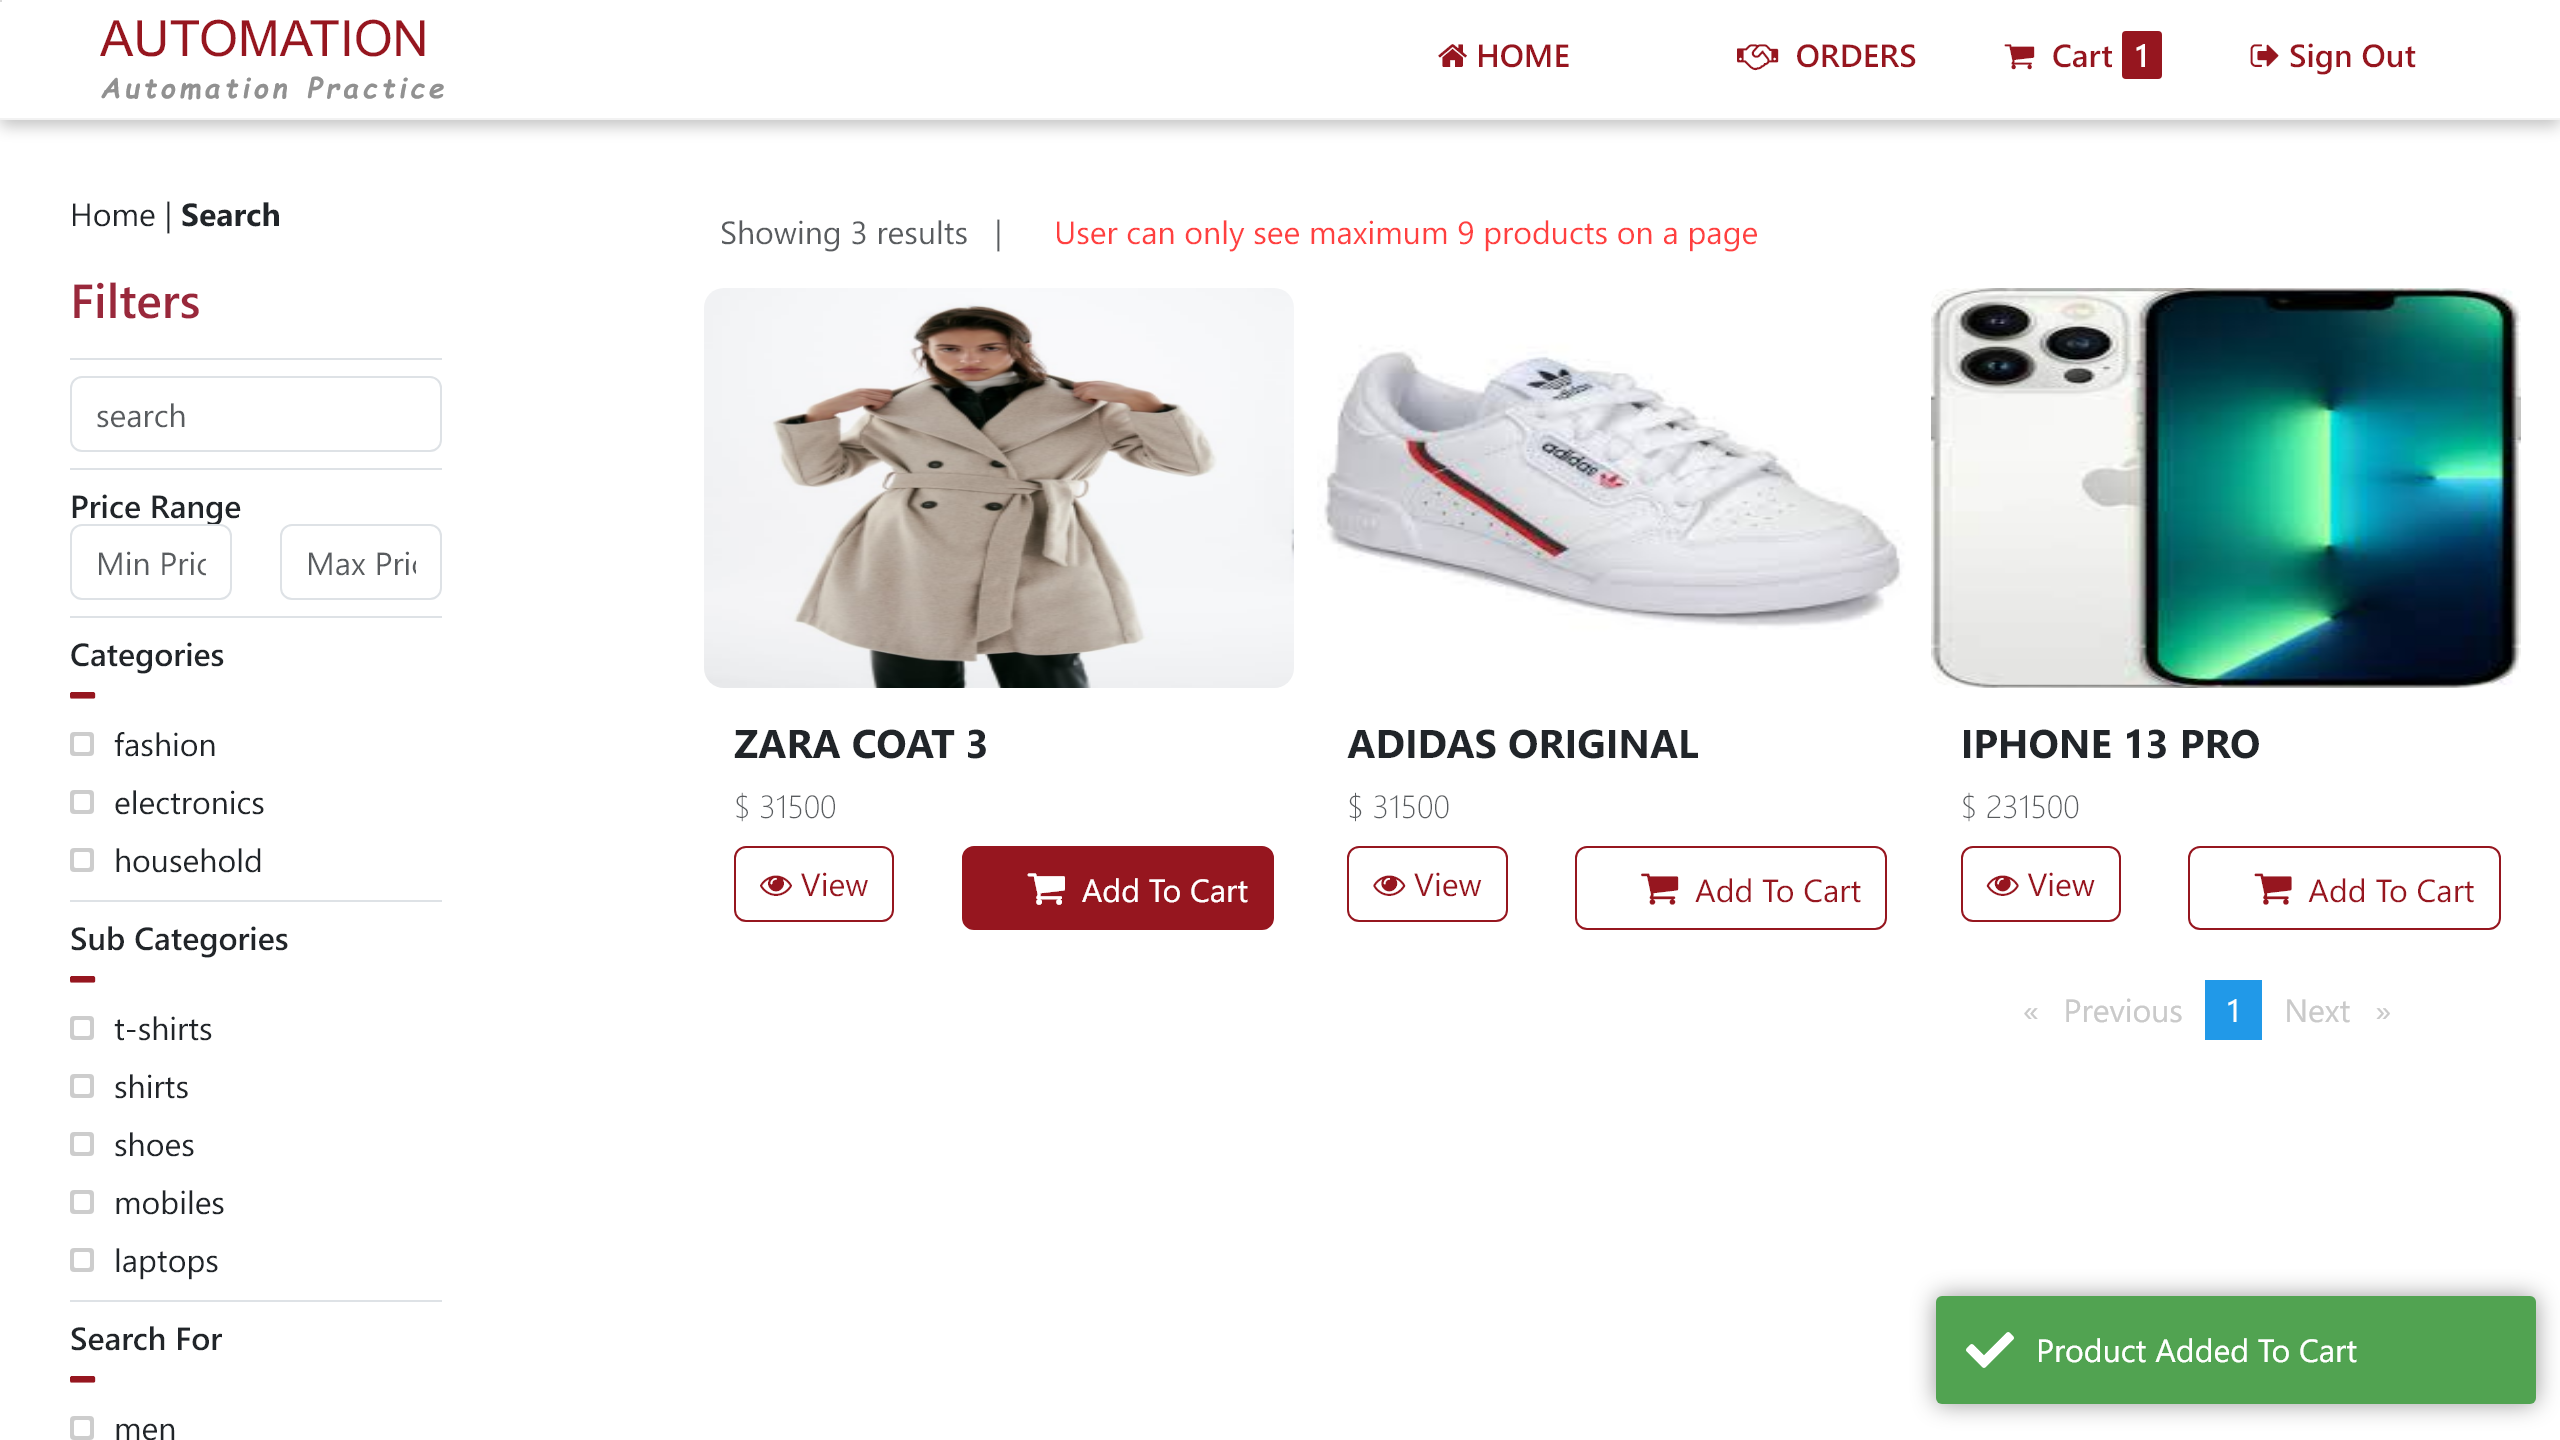 AUTOMATION
Automation Practice
HOME
ORDERS
Cart 1
Sign Out
Home | Search
Showing 3 results |
User can only see maximum 9 products on a page
Filters
search
Price Range
Min Pric
Max Pri
Categories
fashion
electronics
household
Sub Categories
t-shirts
shirts
shoes
mobiles
laptops
Search For
men
adidas
adidas
ZARA COAT 3
$ 31500
View
Add To Cart
ADIDAS ORIGINAL
$ 31500
View
Add To Cart
IPHONE 13 PRO
$ 231500
View
Add To Cart
« Previous 1 Next »
Product Added To Cart